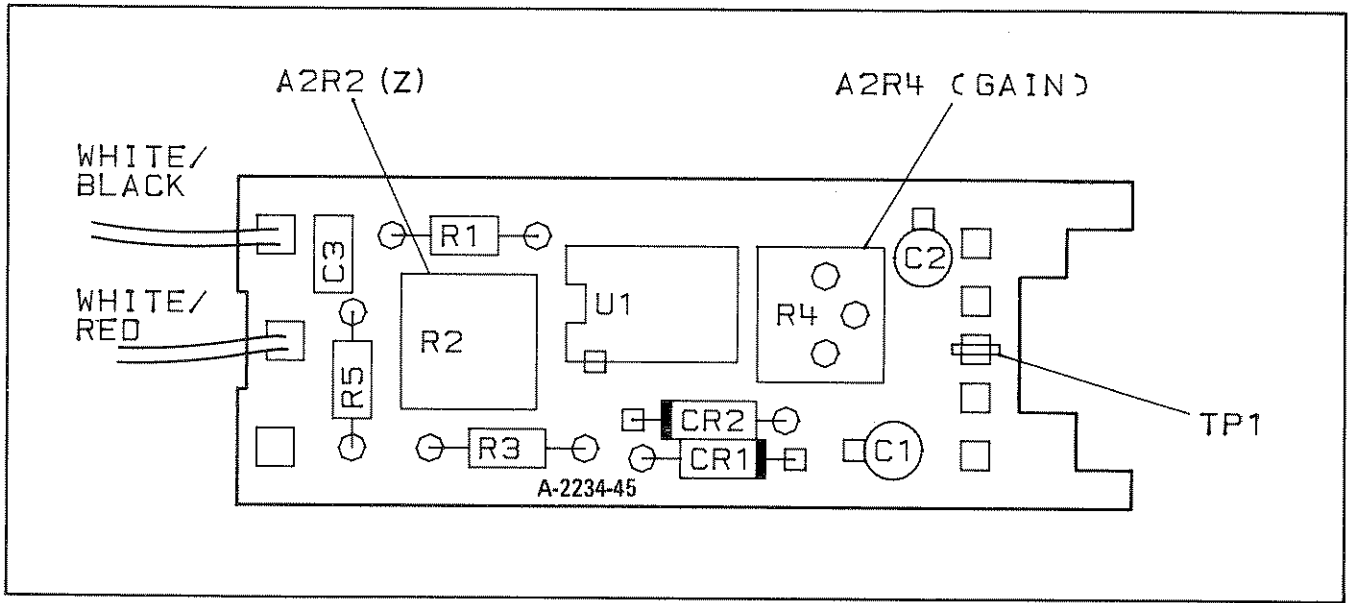 A2R2 (Z)
A2R4 (GAIN)
WHITE/
BLACK
WHITE/
RED
C3
R1
C2
U1
R4
R2
R5
CR2
R3
CR1
C1
TP1
A-2234-45